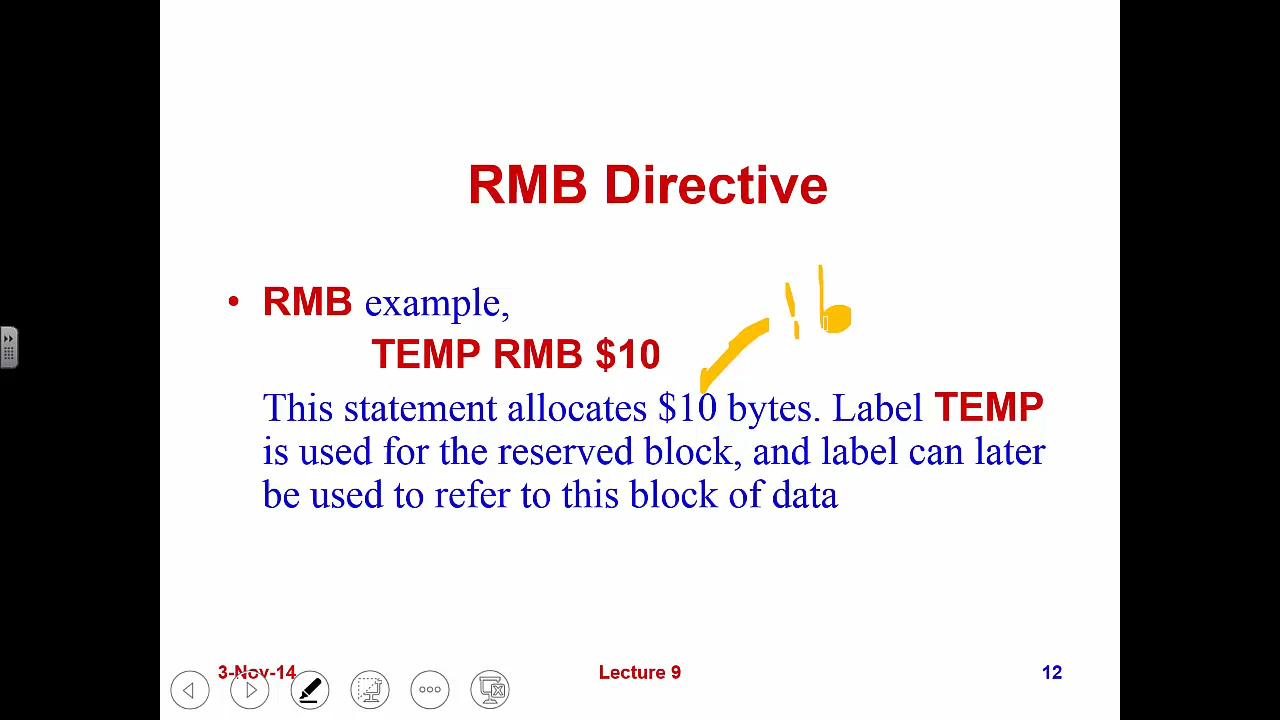 RMB Directive
16
• RMB example,
TEMP RMB $10
This statement allocates $10 bytes. Label TEMP
is used for the reserved block, and label can later
be used to refer to this block of data
3-Nov-14 Lecture 9 12